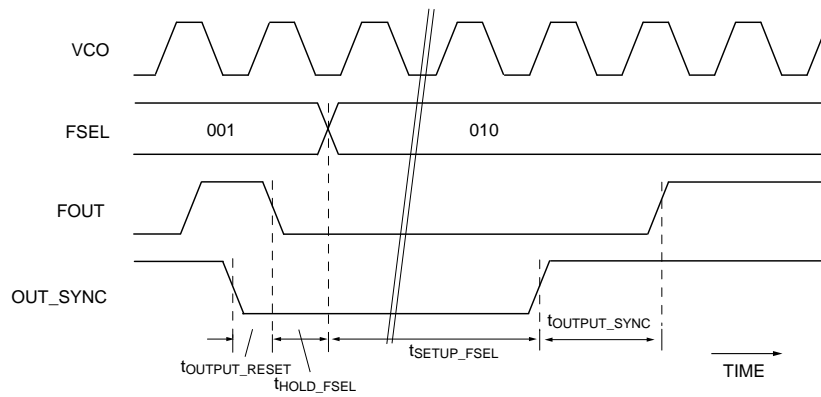 VCO
FSEL
001
010
FOUT
OUT_SYNC
tOUTPUT_RESET
tHOLD_FSEL
tSETUP_FSEL
tOUTPUT_SYNC
TIME